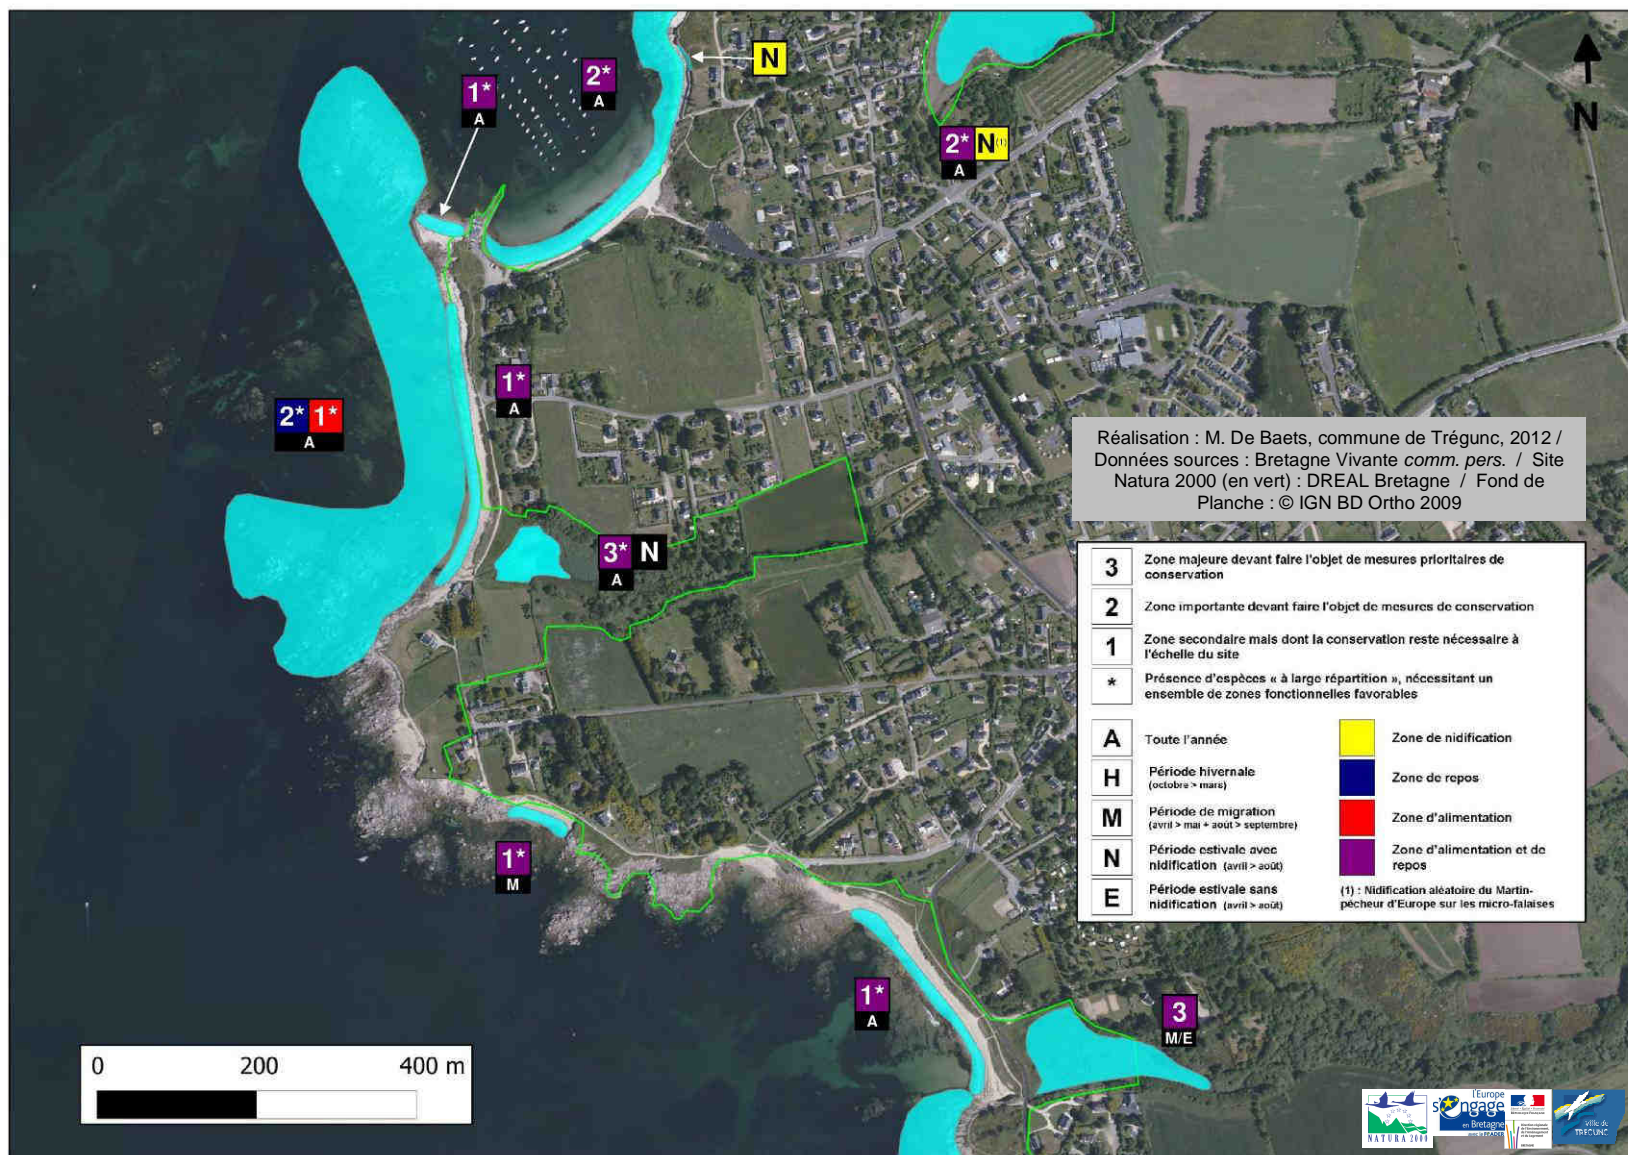 N
2*
A
1*
A
N
2* N(1)
A
1*
A
2* 1*
A
3* N
A
Réalisation : M. De Baets, commune de Trégunc, 2012 /
Données sources : Bretagne Vivante comm. pers. / Site
Natura 2000 (en vert) : DREAL Bretagne / Fond de
Planche : © IGN BD Ortho 2009
3 Zone majeure devant faire l'objet de mesures prioritaires de
conservation
2 Zone importante devant faire l'objet de mesures de conservation
1 Zone secondaire mais dont la conservation reste nécessaire à
l'échelle du site
* Présence d'espèces « à large répartition », nécessitant un
ensemble de zones fonctionnelles favorables
A Toute l'année
H Période hivernale
(octobre > mars)
M Période de migration
(avril > mai + août > septembre)
N Période estivale avec
nidification (avril > août)
E Période estivale sans
nidification (avril > août)
Zone de nidification
Zone de repos
Zone d'alimentation
Zone d'alimentation et de
repos
(1) : Nidification aléatoire du Martin-
pêcheur d'Europe sur les micro-falaises
1*
M
1*
A
3
M/E
0 200 400 m
NATURA 2000
l'Europe
s'engage
en Bretagne
Ville de
TREGUNC